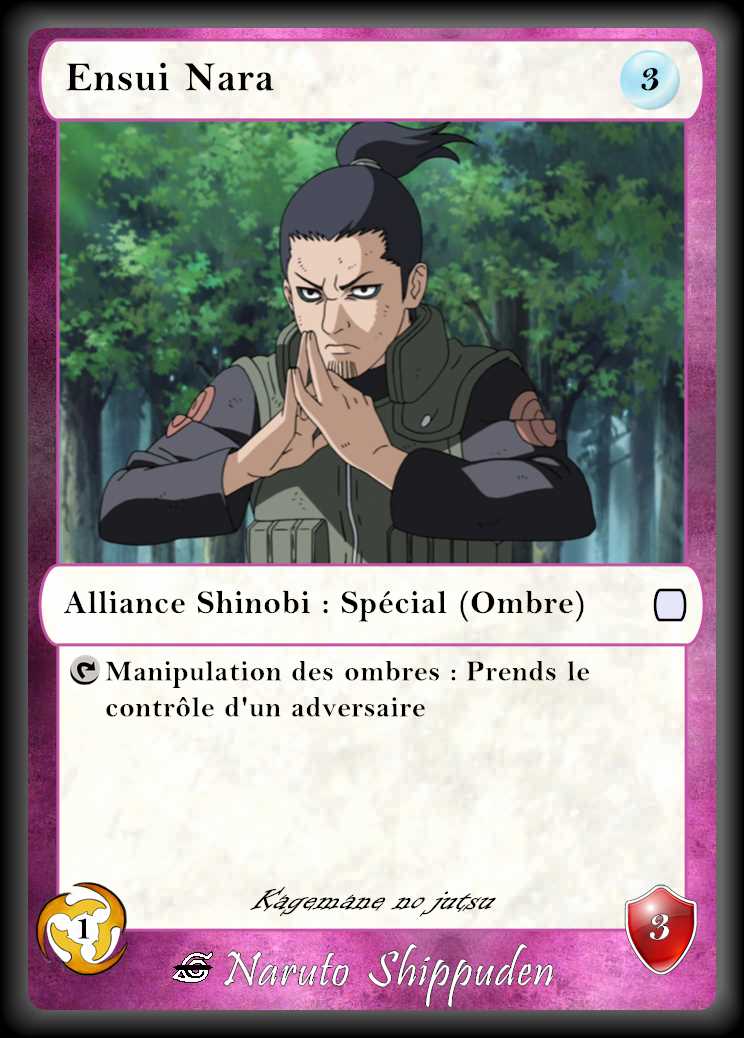 Ensui Nara
3
Alliance Shinobi : Spécial (Ombre)
Manipulation des ombres : Prends le
contrôle d'un adversaire
Kagemane no jutsu
1
3
Naruto Shippuden